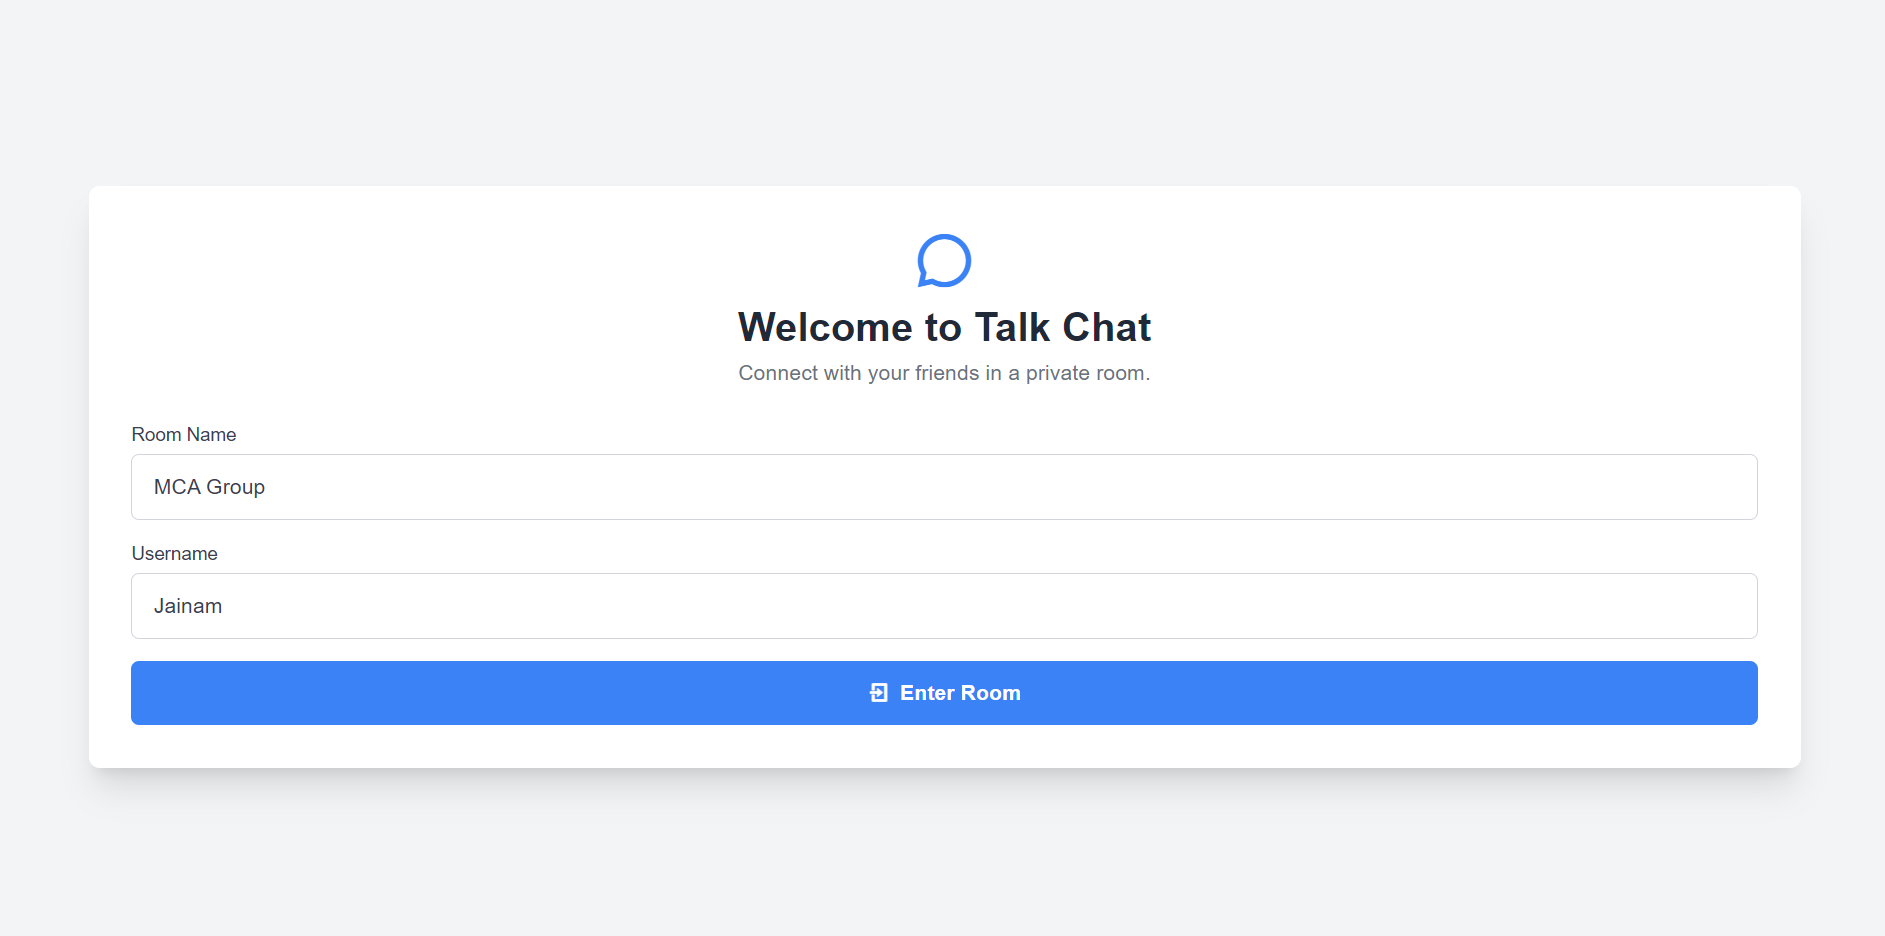 Welcome to Talk Chat
Connect with your friends in a private room.
Room Name
MCA Group
Username
Jainam
Enter Room